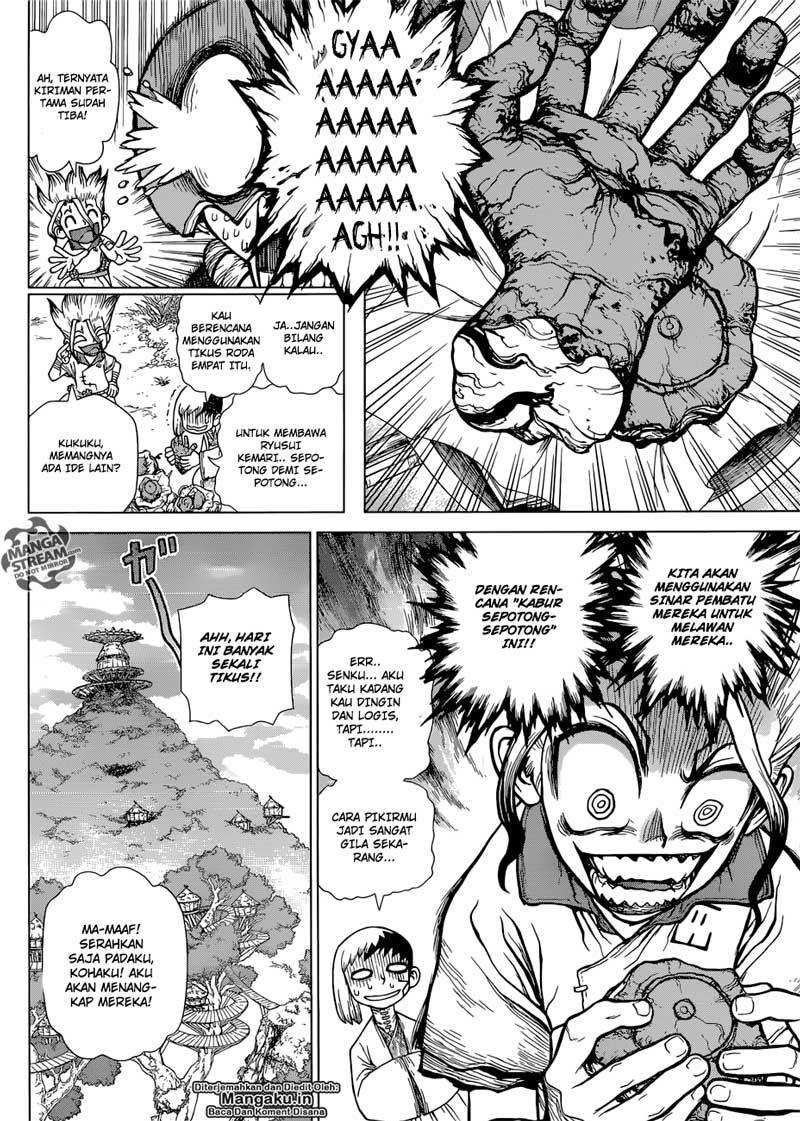 GYAA
AAAAA
AAAAA
AAAAA
AAAAA
AGH!!
AH, TERNYATA
KIRIMAN PER-
TAMA SUDAH
TIBA!
JA..JANGAN
BILANG
KALAU..
KAU
BERENCANA
MENGGUNAKAN
TIKUS RODA
EMPAT ITU.
UNTUK MEMBAWA
RYUSUI
KEMARI.. SEPO-
TONG DEMI SE-
POTONG...
KUKUKU,
MEMANGNYA
ADA IDE LAIN?
MANGA
STREAM.com
DO NOT MIRROR
KITA AKAN
MENGGUNAKAN
SINAR PEMBATU
MEREKA UNTUK
MELAWAN
MEREKA..
DENGAN REN-
CANA "KABUR
SEPOTONG-
SEPOTONG"
INI!!
ERR..
SENKU... AKU
TAKU KADANG
KAU DINGIN
DAN LOGIS,
TAPI........
TAPI..
CARA PIKIRMU
JADI SANGAT
GILA SEKA-
RANG...
ガ
AHH, HARI
INI BANYAK
SEKALI
TIKUS!!
MA-MAAF!
SERAHKAN
SAJA PADAKU,
KOHAKU! AKU
AKAN MENANG-
KAP MEREKA!
Diterjemahkan dan Diedit Oleh:
Mangaku.in
Baca Dan Koment Disana